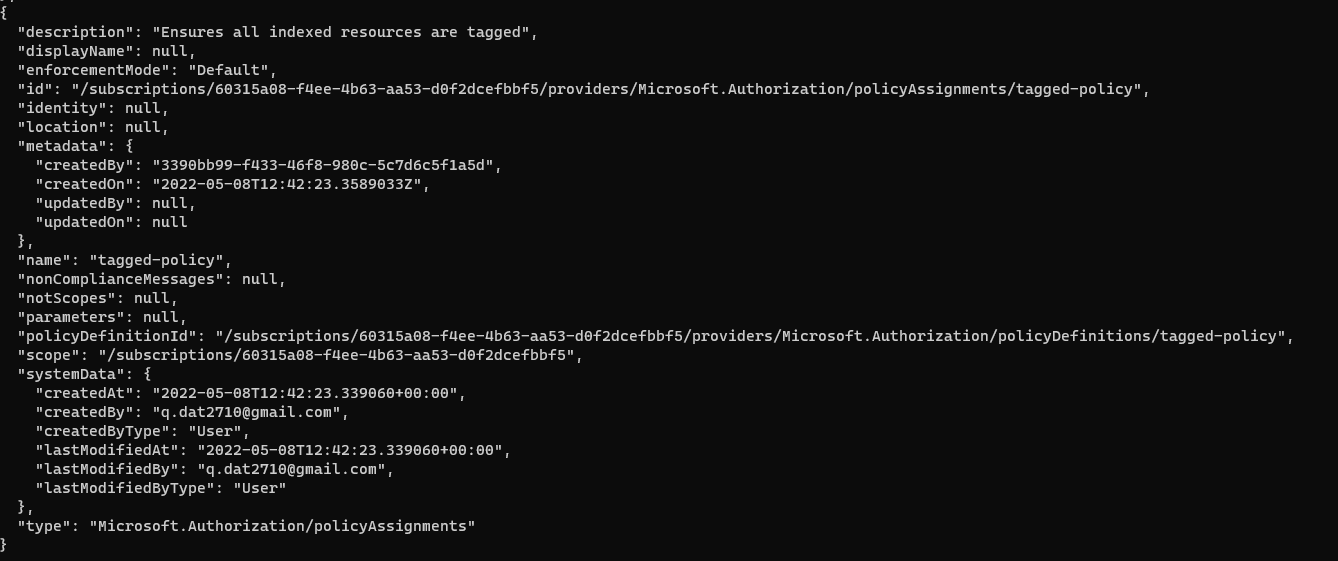 {
  "description": "Ensures all indexed resources are tagged",
  "displayName": null,
  "enforcementMode": "Default",
  "id": "/subscriptions/60315a08-f4ee-4b63-aa53-d0f2dcefbbf5/providers/Microsoft.Authorization/policyAssignments/tagged-policy",
  "identity": null,
  "location": null,
  "metadata": {
    "createdBy": "3390bb99-f433-46f8-980c-5c7d6c5f1a5d",
    "createdOn": "2022-05-08T12:42:23.3589033Z",
    "updatedBy": null,
    "updatedOn": null
  },
  "name": "tagged-policy",
  "nonComplianceMessages": null,
  "notScopes": null,
  "parameters": null,
  "policyDefinitionId": "/subscriptions/60315a08-f4ee-4b63-aa53-d0f2dcefbbf5/providers/Microsoft.Authorization/policyDefinitions/tagged-policy",
  "scope": "/subscriptions/60315a08-f4ee-4b63-aa53-d0f2dcefbbf5",
  "systemData": {
    "createdAt": "2022-05-08T12:42:23.339060+00:00",
    "createdBy": "q.dat2710@gmail.com",
    "createdByType": "User",
    "lastModifiedAt": "2022-05-08T12:42:23.339060+00:00",
    "lastModifiedBy": "q.dat2710@gmail.com",
    "lastModifiedByType": "User"
  },
  "type": "Microsoft.Authorization/policyAssignments"
}